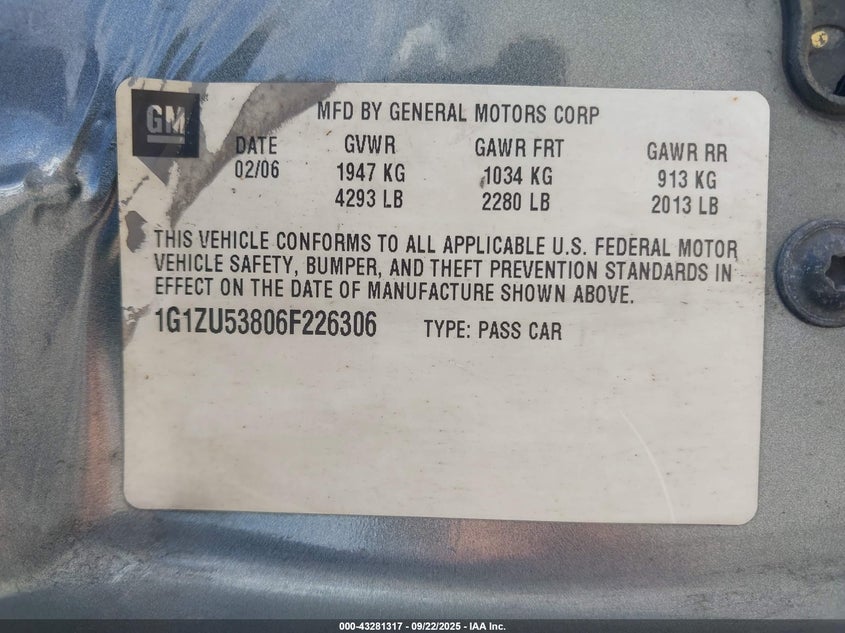 GM
MFD BY GENERAL MOTORS CORP
DATE GVWR GAWR FRT GAWR RR
02/06 1947 KG 1034 KG 913 KG
4293 LB 2280 LB 2013 LB
THIS VEHICLE CONFORMS TO ALL APPLICABLE U.S. FEDERAL MOTOR
VEHICLE SAFETY, BUMPER, AND THEFT PREVENTION STANDARDS IN
EFFECT ON THE DATE OF MANUFACTURE SHOWN ABOVE.
1G1ZU53806F226306 TYPE: PASS CAR
000-43281317 - 09/22/2025 - IAA Inc.